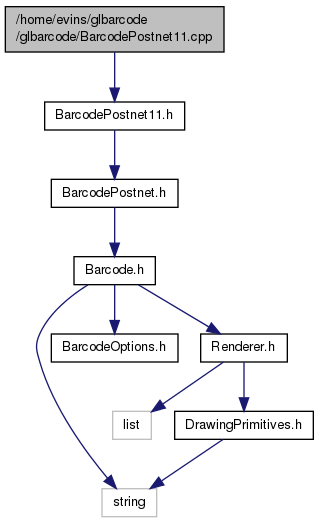 /home/evins/glbarcode
/glbarcode/BarcodePostnet11.cpp
BarcodePostnet11.h
BarcodePostnet.h
Barcode.h
BarcodeOptions.h
Renderer.h
list
DrawingPrimitives.h
string